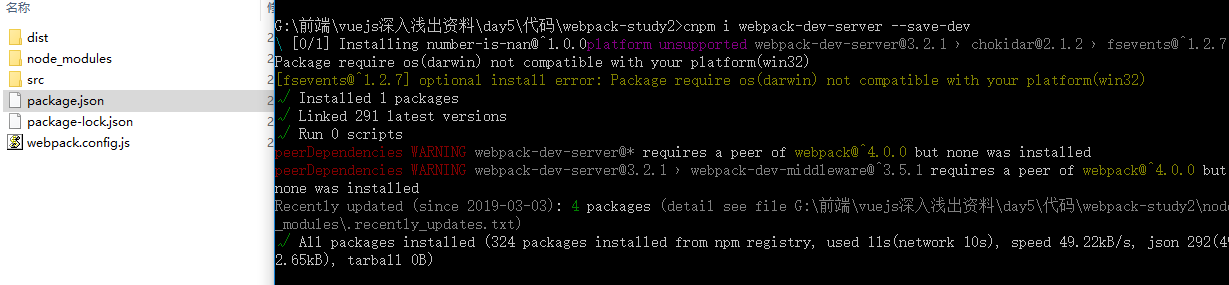 名称
dist
node_modules
src
package.json
package-lock.json
webpack.config.js
2
2
2
2
2
2
G:\前端\vuejs深入浅出资料\day5\代码\webpack-study2>cnpm i webpack-dev-server --save-dev
\ [0/1] Installing number-is-nan@^1.0.0platform unsupported webpack-dev-server@3.2.1 › chokidar@2.1.2 › fsevents@^1.2.7
Package require os(darwin) not compatible with your platform(win32)
[fsevents@^1.2.7] optional install error: Package require os(darwin) not compatible with your platform(win32)
√ Installed 1 packages
√ Linked 291 latest versions
√ Run 0 scripts
peerDependencies WARNING webpack-dev-server@* requires a peer of webpack@^4.0.0 but none was installed
peerDependencies WARNING webpack-dev-server@3.2.1 › webpack-dev-middleware@^3.5.1 requires a peer of webpack@^4.0.0 but
none was installed
Recently updated (since 2019-03-03): 4 packages (detail see file G:\前端\vuejs深入浅出资料\day5\代码\webpack-study2\node
_modules\.recently_updates.txt)
√ All packages installed (324 packages installed from npm registry, used 11s(network 10s), speed 49.22kB/s, json 292(49
2.65kB), tarball 0B)